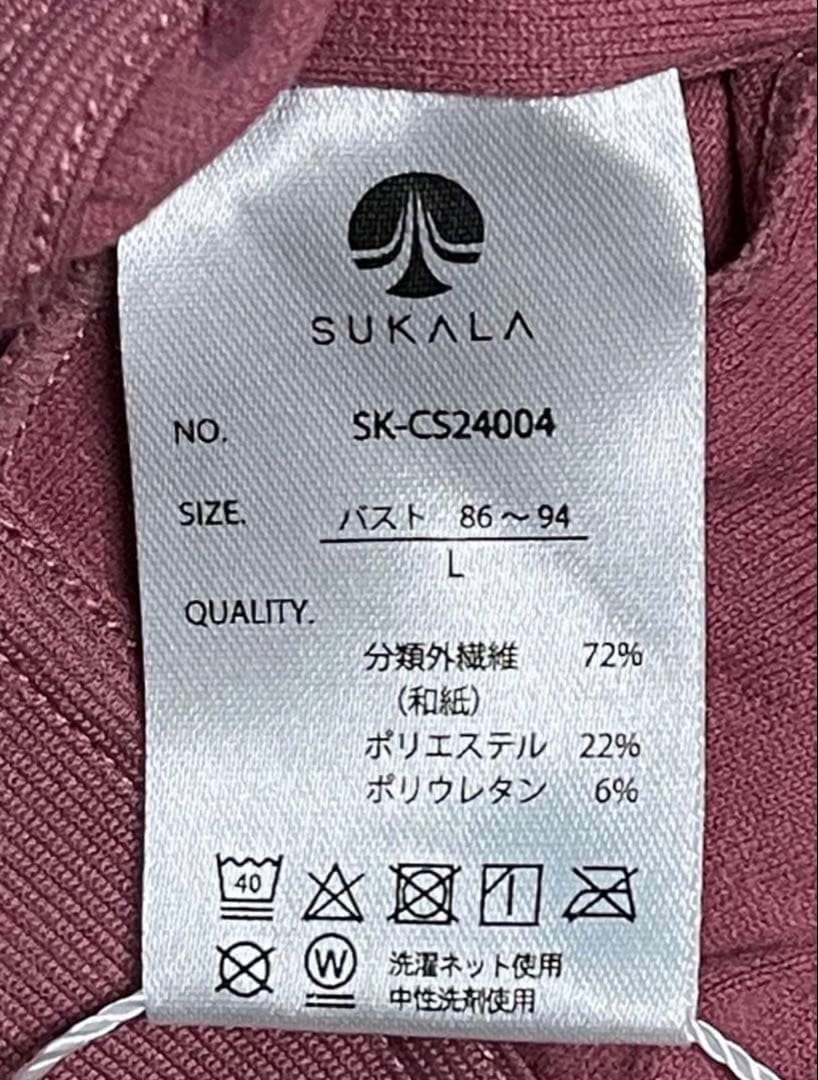 SUKALA
NO. SK-CS24004
SIZE. バスト 86～94
L
QUALITY.
分類外繊維 72%
（和紙）
ポリエステル 22%
ポリウレタン 6%
40
W 洗濯ネット使用
中性洗剤使用